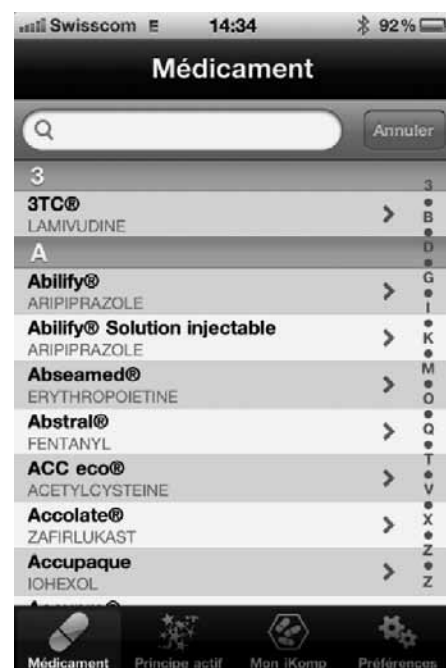 Swisscom E 14:34 92%
Médicament
Annuler
3
3TC®
LAMIVUDINE
A
Abilify®
ARIPIPRAZOLE
Abilify® Solution injectable
ARIPIPRAZOLE
Abseamed®
ERYTHROPOIETINE
Abstral®
FENTANYL
ACC eco®
ACETYLCYSTEINE
Accolate®
ZAFIRLUKAST
Accupaque
IOHEXOL
3
B
D
G
I
K
M
O
Q
T
V
X
Z
Z
Médicament Principe actif Mon iKomp Préférences